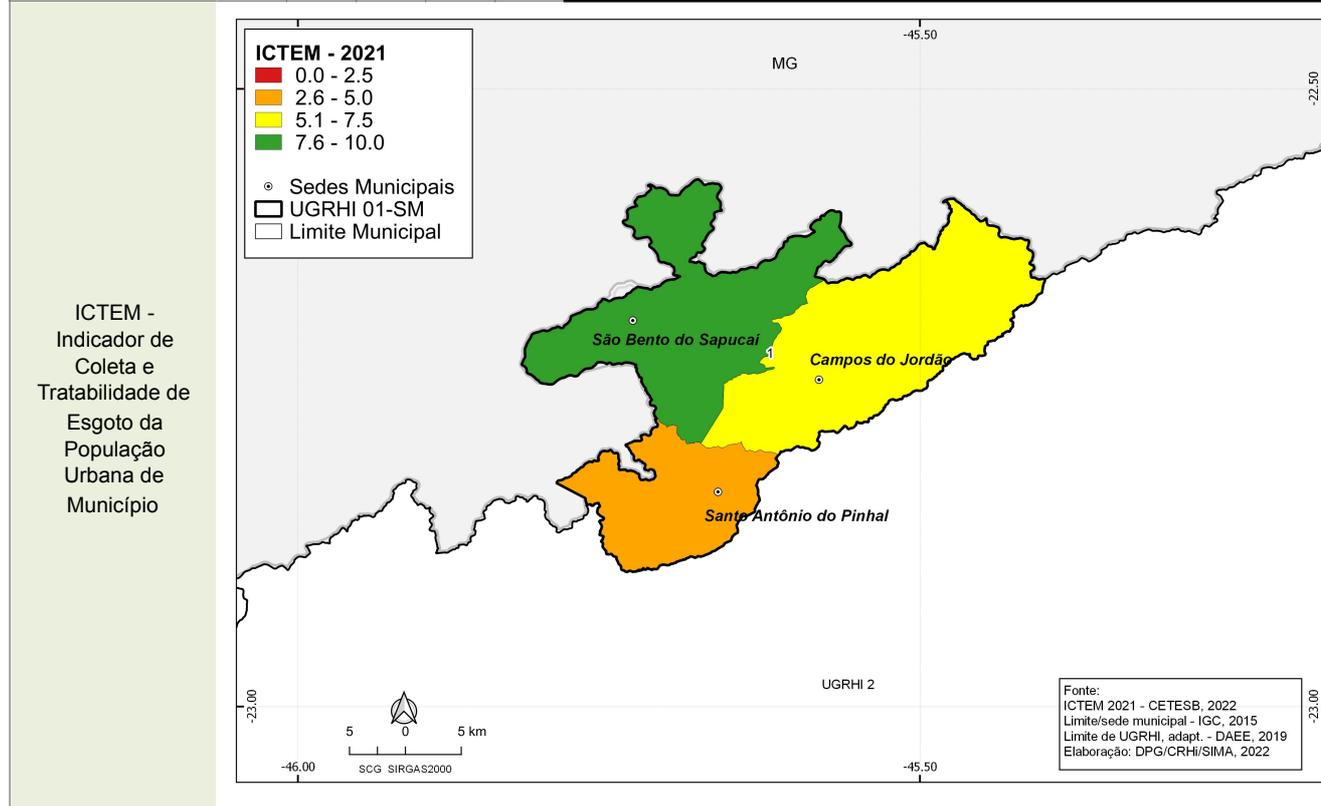 ICTEM -
Indicador de
Coleta e
Tratabilidade de
Esgoto da
População
Urbana de
Município
ICTEM - 2021
0.0 - 2.5
2.6 - 5.0
5.1 - 7.5
7.6 - 10.0
Sedes Municipais
UGRHI 01-SM
Limite Municipal
-45.50
MG
-22.50
São Bento do Sapucaí
1
Campos do Jordão
Santo Antônio do Pinhal
UGRHI 2
-23.00
-23.00
5 0 5 km
SCG SIRGAS2000
-46.00
-45.50
Fonte:
ICTEM 2021 - CETESB, 2022
Limite/sede municipal - IGC, 2015
Limite de UGRHI, adapt. - DAEE, 2019
Elaboração: DPG/CRHi/SIMA, 2022